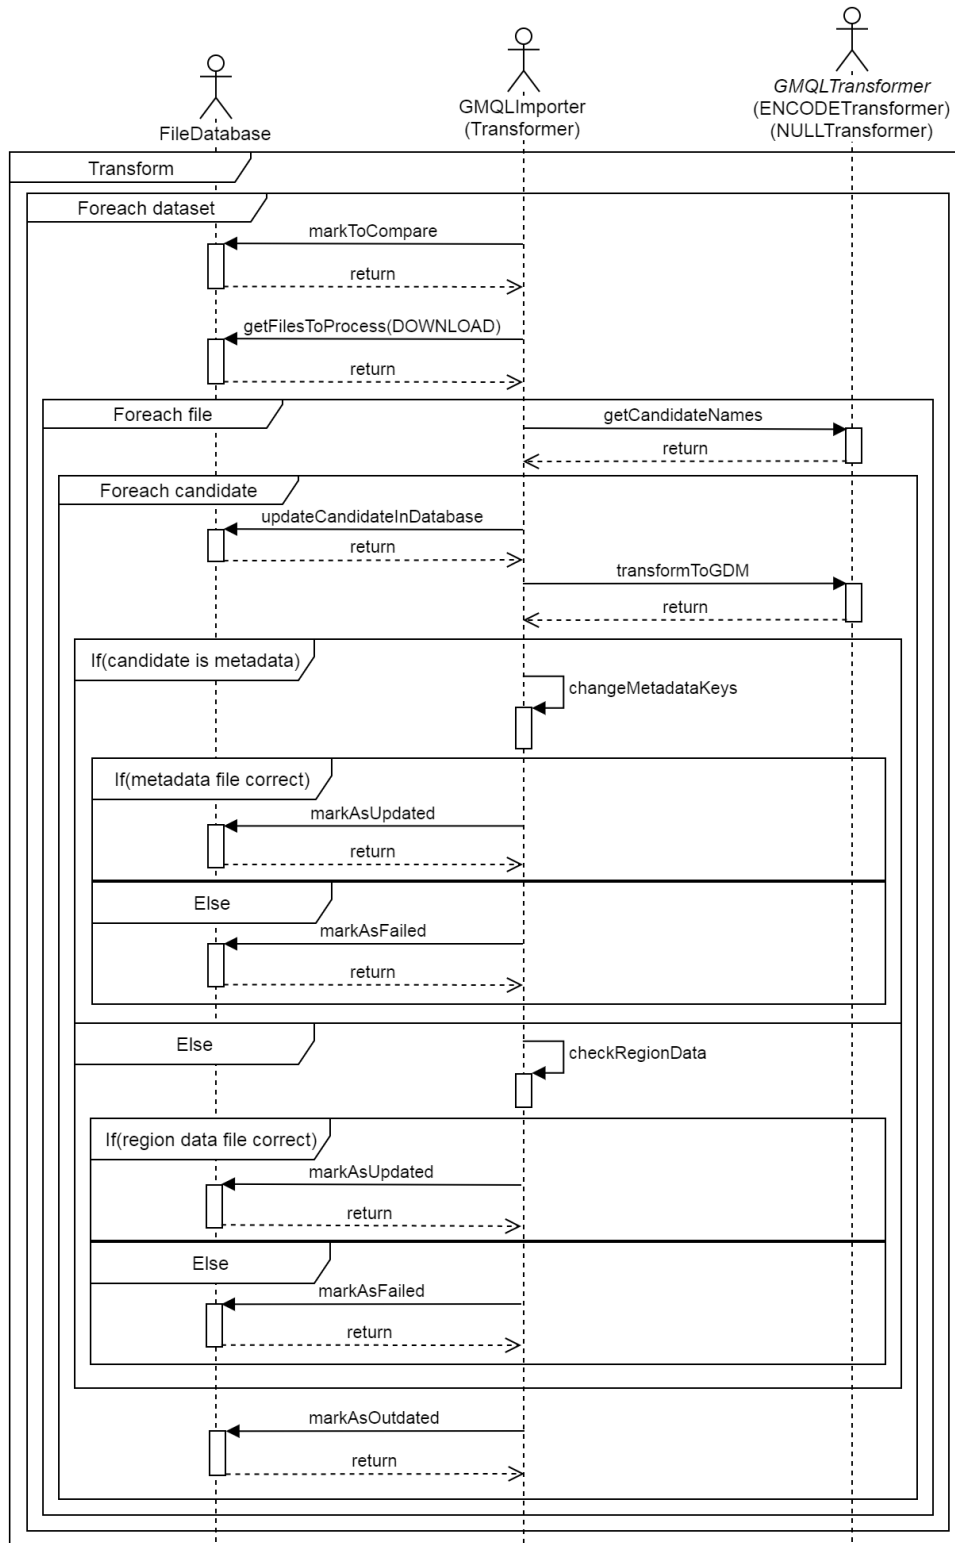 FileDatabase
GMQLImporter
(Transformer)
GMQLTransformer
(ENCODETransformer)
(NULLTransformer)
Transform
Foreach dataset
markToCompare
return
getFilesToProcess(DOWNLOAD)
return
Foreach file
getCandidateNames
return
Foreach candidate
updateCandidateInDatabase
return
transformToGDM
return
If(candidate is metadata)
changeMetadataKeys
If(metadata file correct)
markAsUpdated
return
Else
markAsFailed
return
Else
checkRegionData
If(region data file correct)
markAsUpdated
return
Else
markAsFailed
return
markAsOutdated
return